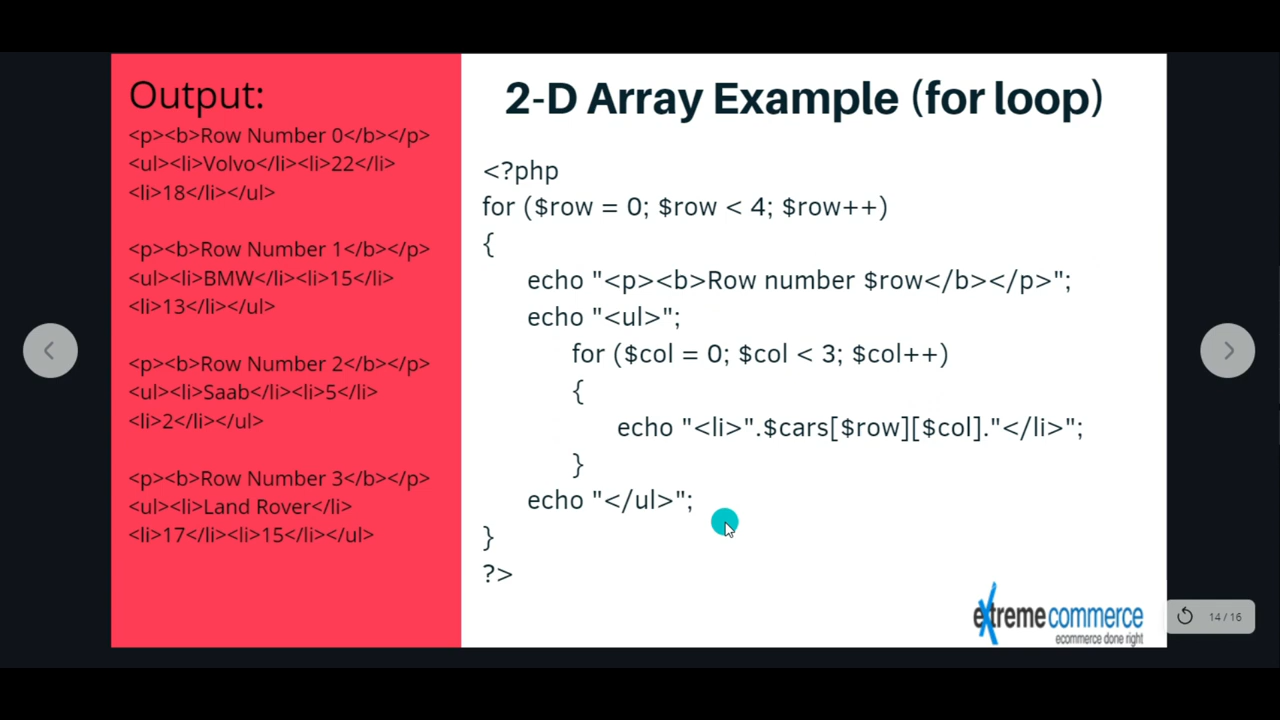 Output:
<p><b>Row Number 0</b></p>
<ul><li>Volvo</li><li>22</li>
<li>18</li></ul>
<p><b>Row Number 1</b></p>
<ul><li>BMW</li><li>15</li>
<li>13</li></ul>
<p><b>Row Number 2</b></p>
<ul><li>Saab</li><li>5</li>
<li>2</li></ul>
<p><b>Row Number 3</b></p>
<ul><li>Land Rover</li>
<li>17</li><li>15</li></ul>
2-D Array Example (for loop)
<?php
for ($row = 0; $row < 4; $row++)
{
echo "<p><b>Row number $row</b></p>";
echo "<ul>";
for ($col = 0; $col < 3; $col++)
{
echo "<li>".$cars[$row][$col]."</li>";
}
echo "</ul>";
}
?>
extreme commerce
ecommerce done right
14 / 16